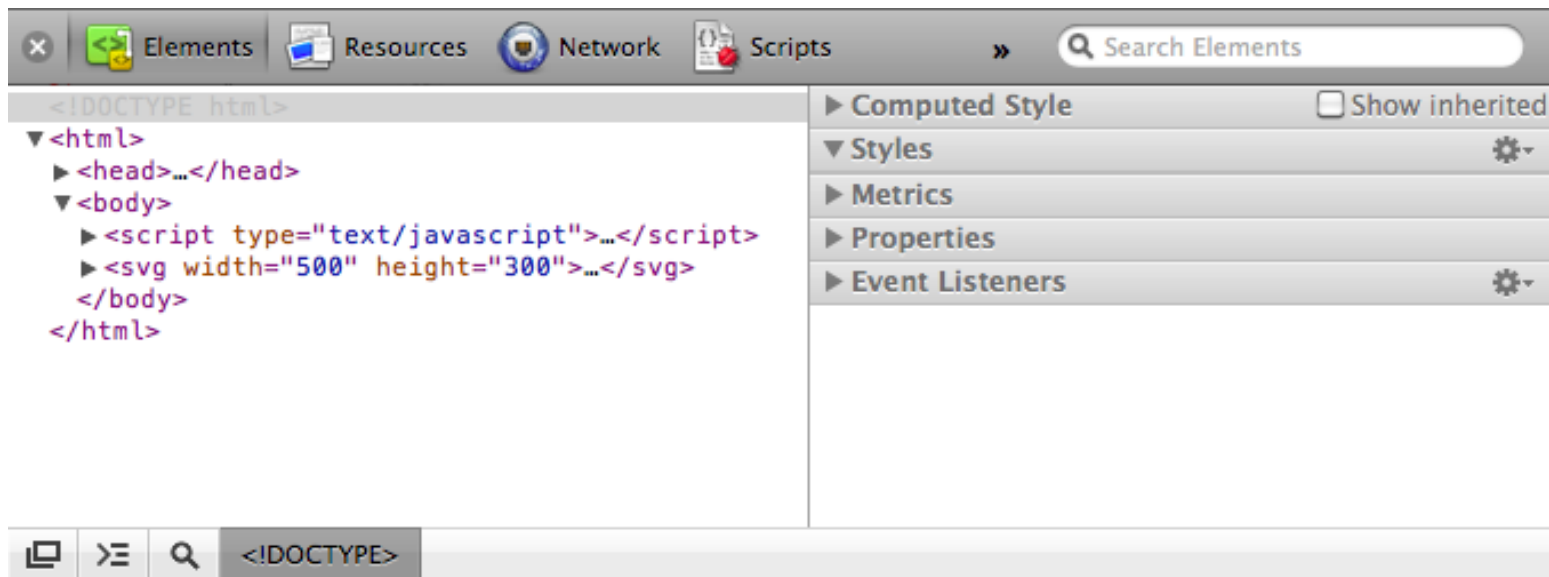 Elements Resources Network Scripts » Search Elements
<!DOCTYPE html>
▼<html>
▶<head>…</head>
▼<body>
▶<script type="text/javascript">…</script>
▶<svg width="500" height="300">…</svg>
</body>
</html>
▶Computed Style Show inherited
▼Styles
▶Metrics
▶Properties
▶Event Listeners
<!DOCTYPE>